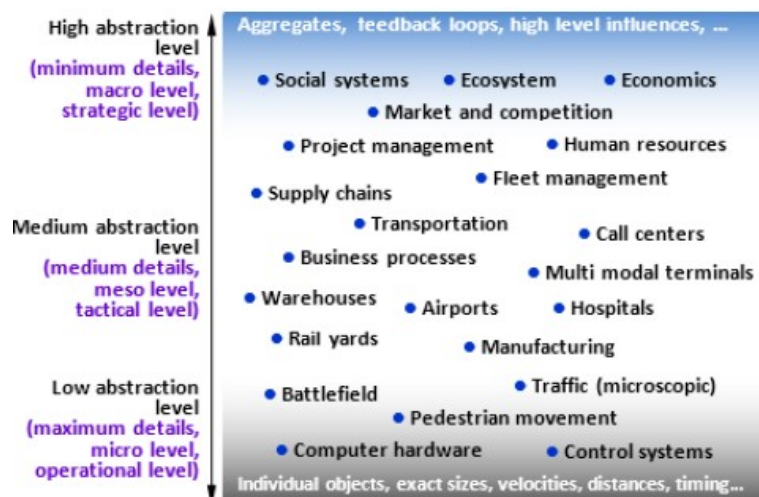 High abstraction
level
(minimum details,
macro level,
strategic level)
Aggregates, feedback loops, high level influences, ...
Social systems
Ecosystem
Economics
Market and competition
Project management
Human resources
Fleet management
Supply chains
Medium abstraction
level
(medium details,
meso level,
tactical level)
Transportation
Call centers
Business processes
Multi modal terminals
Warehouses
Airports
Hospitals
Rail yards
Manufacturing
Low abstraction
level
(maximum details,
micro level,
operational level)
Battlefield
Traffic (microscopic)
Pedestrian movement
Computer hardware
Control systems
Individual objects, exact sizes, velocities, distances, timing...